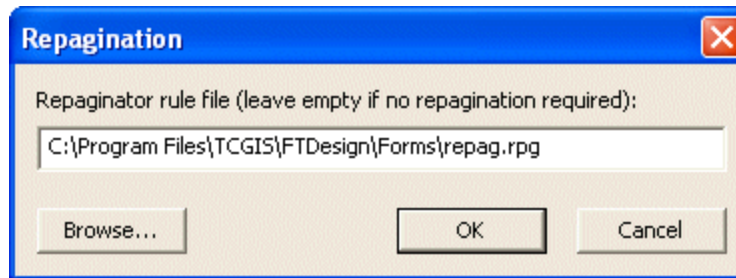 Repagination
Repaginator rule file (leave empty if no repagination required):
C:\Program Files\TCGIS\FTDesign\Forms\repag.rpg
Browse... OK Cancel